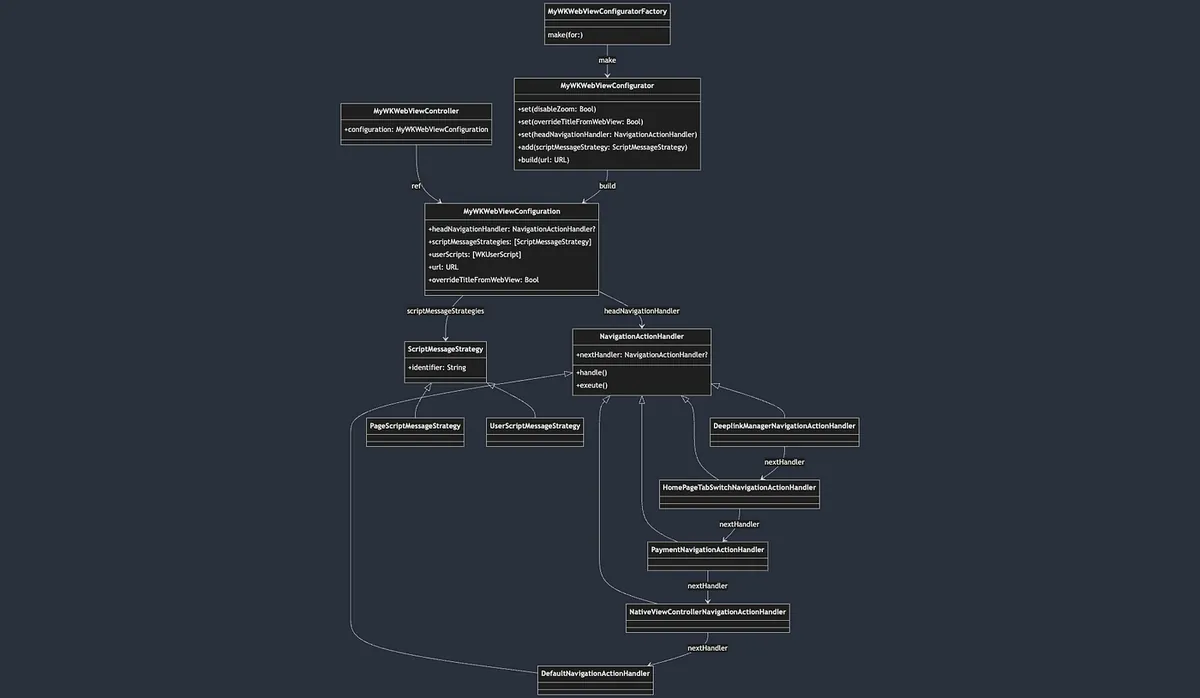 MyWKWebViewConfiguratorFactory
make(for:)
make
MyWKWebViewConfigurator
+set(disableZoom: Bool)
+set(overrideTitleFromWebView: Bool)
+set(headNavigationHandler: NavigationActionHandler)
+add(scriptMessageStrategy: ScriptMessageStrategy)
+build(url: URL)
MyWKWebViewController
+configuration: MyWKWebViewConfiguration
ref
build
MyWKWebViewConfiguration
+headNavigationHandler: NavigationActionHandler?
+scriptMessageStrategies: [ScriptMessageStrategy]
+userScripts: [WKUserScript]
+url: URL
+overrideTitleFromWebView: Bool
scriptMessageStrategies
headNavigationHandler
ScriptMessageStrategy
+identifier: String
NavigationActionHandler
+nextHandler: NavigationActionHandler?
+handle()
+exeute()
PageScriptMessageStrategy
UserScriptMessageStrategy
DeeplinkManagerNavigationActionHandler
nextHandler
HomePageTabSwitchNavigationActionHandler
nextHandler
PaymentNavigationActionHandler
nextHandler
NativeViewControllerNavigationActionHandler
nextHandler
DefaultNavigationActionHandler